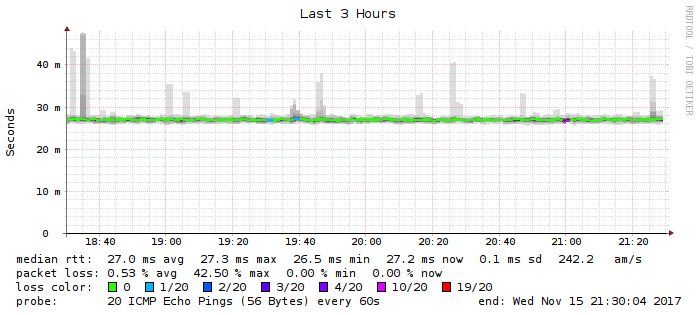 Last 3 Hours
RRDTOOL / TOBI OETIKER
Seconds
40 m
30 m
20 m
10 m
0
18:40 19:00 19:20 19:40 20:00 20:20 20:40 21:00 21:20
median rtt: 27.0 ms avg 27.3 ms max 26.5 ms min 27.2 ms now 0.1 ms sd 242.2 am/s
packet loss: 0.53 % avg 42.50 % max 0.00 % min 0.00 % now
loss color: 0 1/20 2/20 3/20 4/20 10/20 19/20
probe: 20 ICMP Echo Pings (56 Bytes) every 60s end: Wed Nov 15 21:30:04 2017